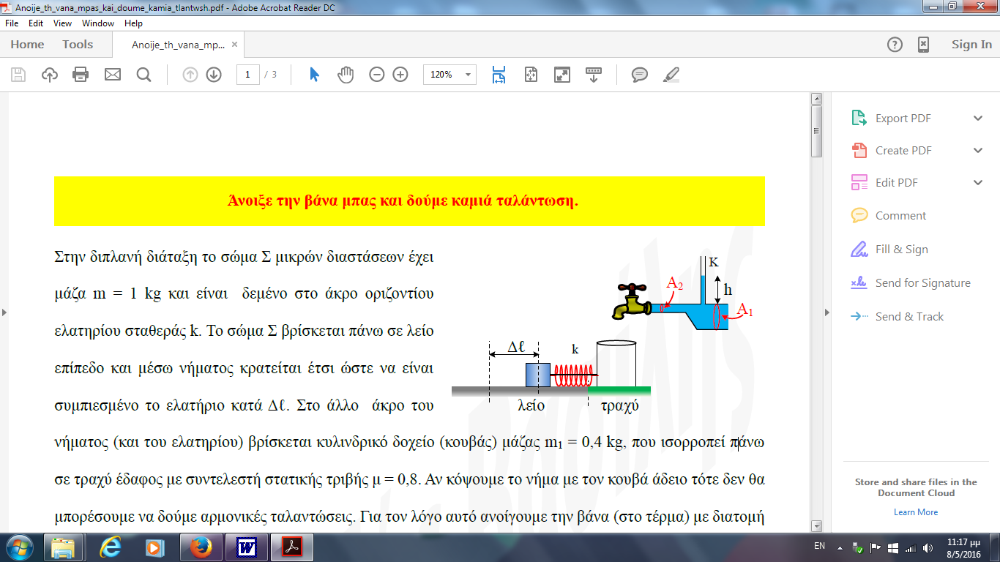 Anoije_th_vana_mpas_kai_doume_kamia_tlantwsh.pdf - Adobe Acrobat Reader DC
File Edit View Window Help
Home Tools Anoije_th_vana_mp... × Sign In
1 / 3 120%
Export PDF
Create PDF
Edit PDF
Comment
Fill & Sign
Send for Signature
Send & Track
Store and share files in the
Document Cloud
Learn More
Άνοιξε την βάνα μπας και δούμε καμιά ταλάντωση.
Στην διπλανή διάταξη το σώμα Σ μικρών διαστάσεων έχει
μάζα m = 1 kg και είναι δεμένο στο άκρο οριζοντίου
ελατηρίου σταθεράς k. Το σώμα Σ βρίσκεται πάνω σε λείο
επίπεδο και μέσω νήματος κρατείται έτσι ώστε να είναι
συμπιεσμένο το ελατήριο κατά Δℓ. Στο άλλο άκρο του
νήματος (και του ελατηρίου) βρίσκεται κυλινδρικό δοχείο (κουβάς) μάζας m₁ = 0,4 kg, που ισορροπεί πάνω
σε τραχύ έδαφος με συντελεστή στατικής τριβής μ = 0,8. Αν κόψουμε το νήμα με τον κουβά άδειο τότε δεν θα
μπορέσουμε να δούμε αρμονικές ταλαντώσεις. Για τον λόγο αυτό ανοίγουμε την βάνα (στο τέρμα) με διατομή
K
A₂
h
A₁
Δℓ
k
λείο
τραχύ
EN
11:17 μμ
8/5/2016